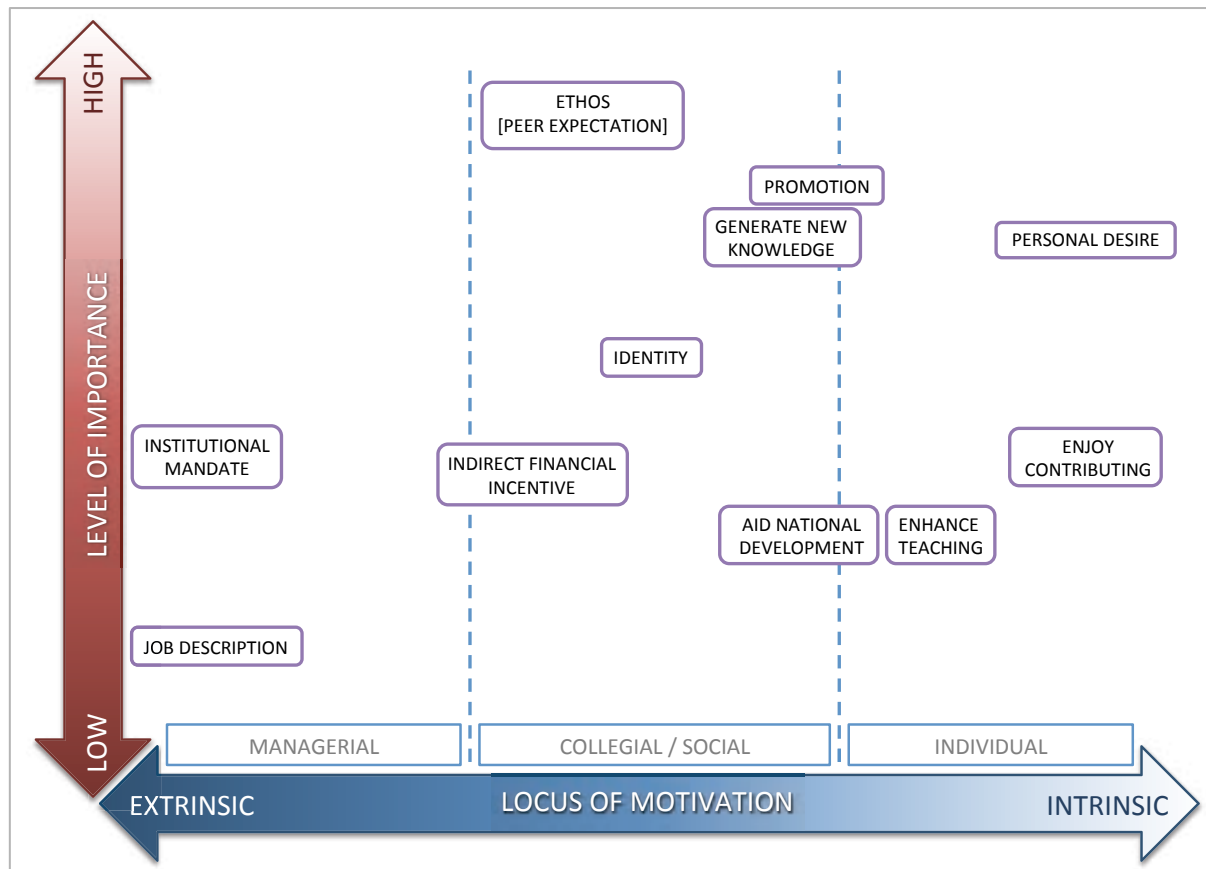 HIGH
LEVEL OF IMPORTANCE
LOW
ETHOS
[PEER EXPECTATION]
PROMOTION
GENERATE NEW
KNOWLEDGE
PERSONAL DESIRE
IDENTITY
INSTITUTIONAL
MANDATE
INDIRECT FINANCIAL
INCENTIVE
ENJOY
CONTRIBUTING
AID NATIONAL
DEVELOPMENT
ENHANCE
TEACHING
JOB DESCRIPTION
MANAGERIAL
COLLEGIAL / SOCIAL
INDIVIDUAL
EXTRINSIC
LOCUS OF MOTIVATION
INTRINSIC